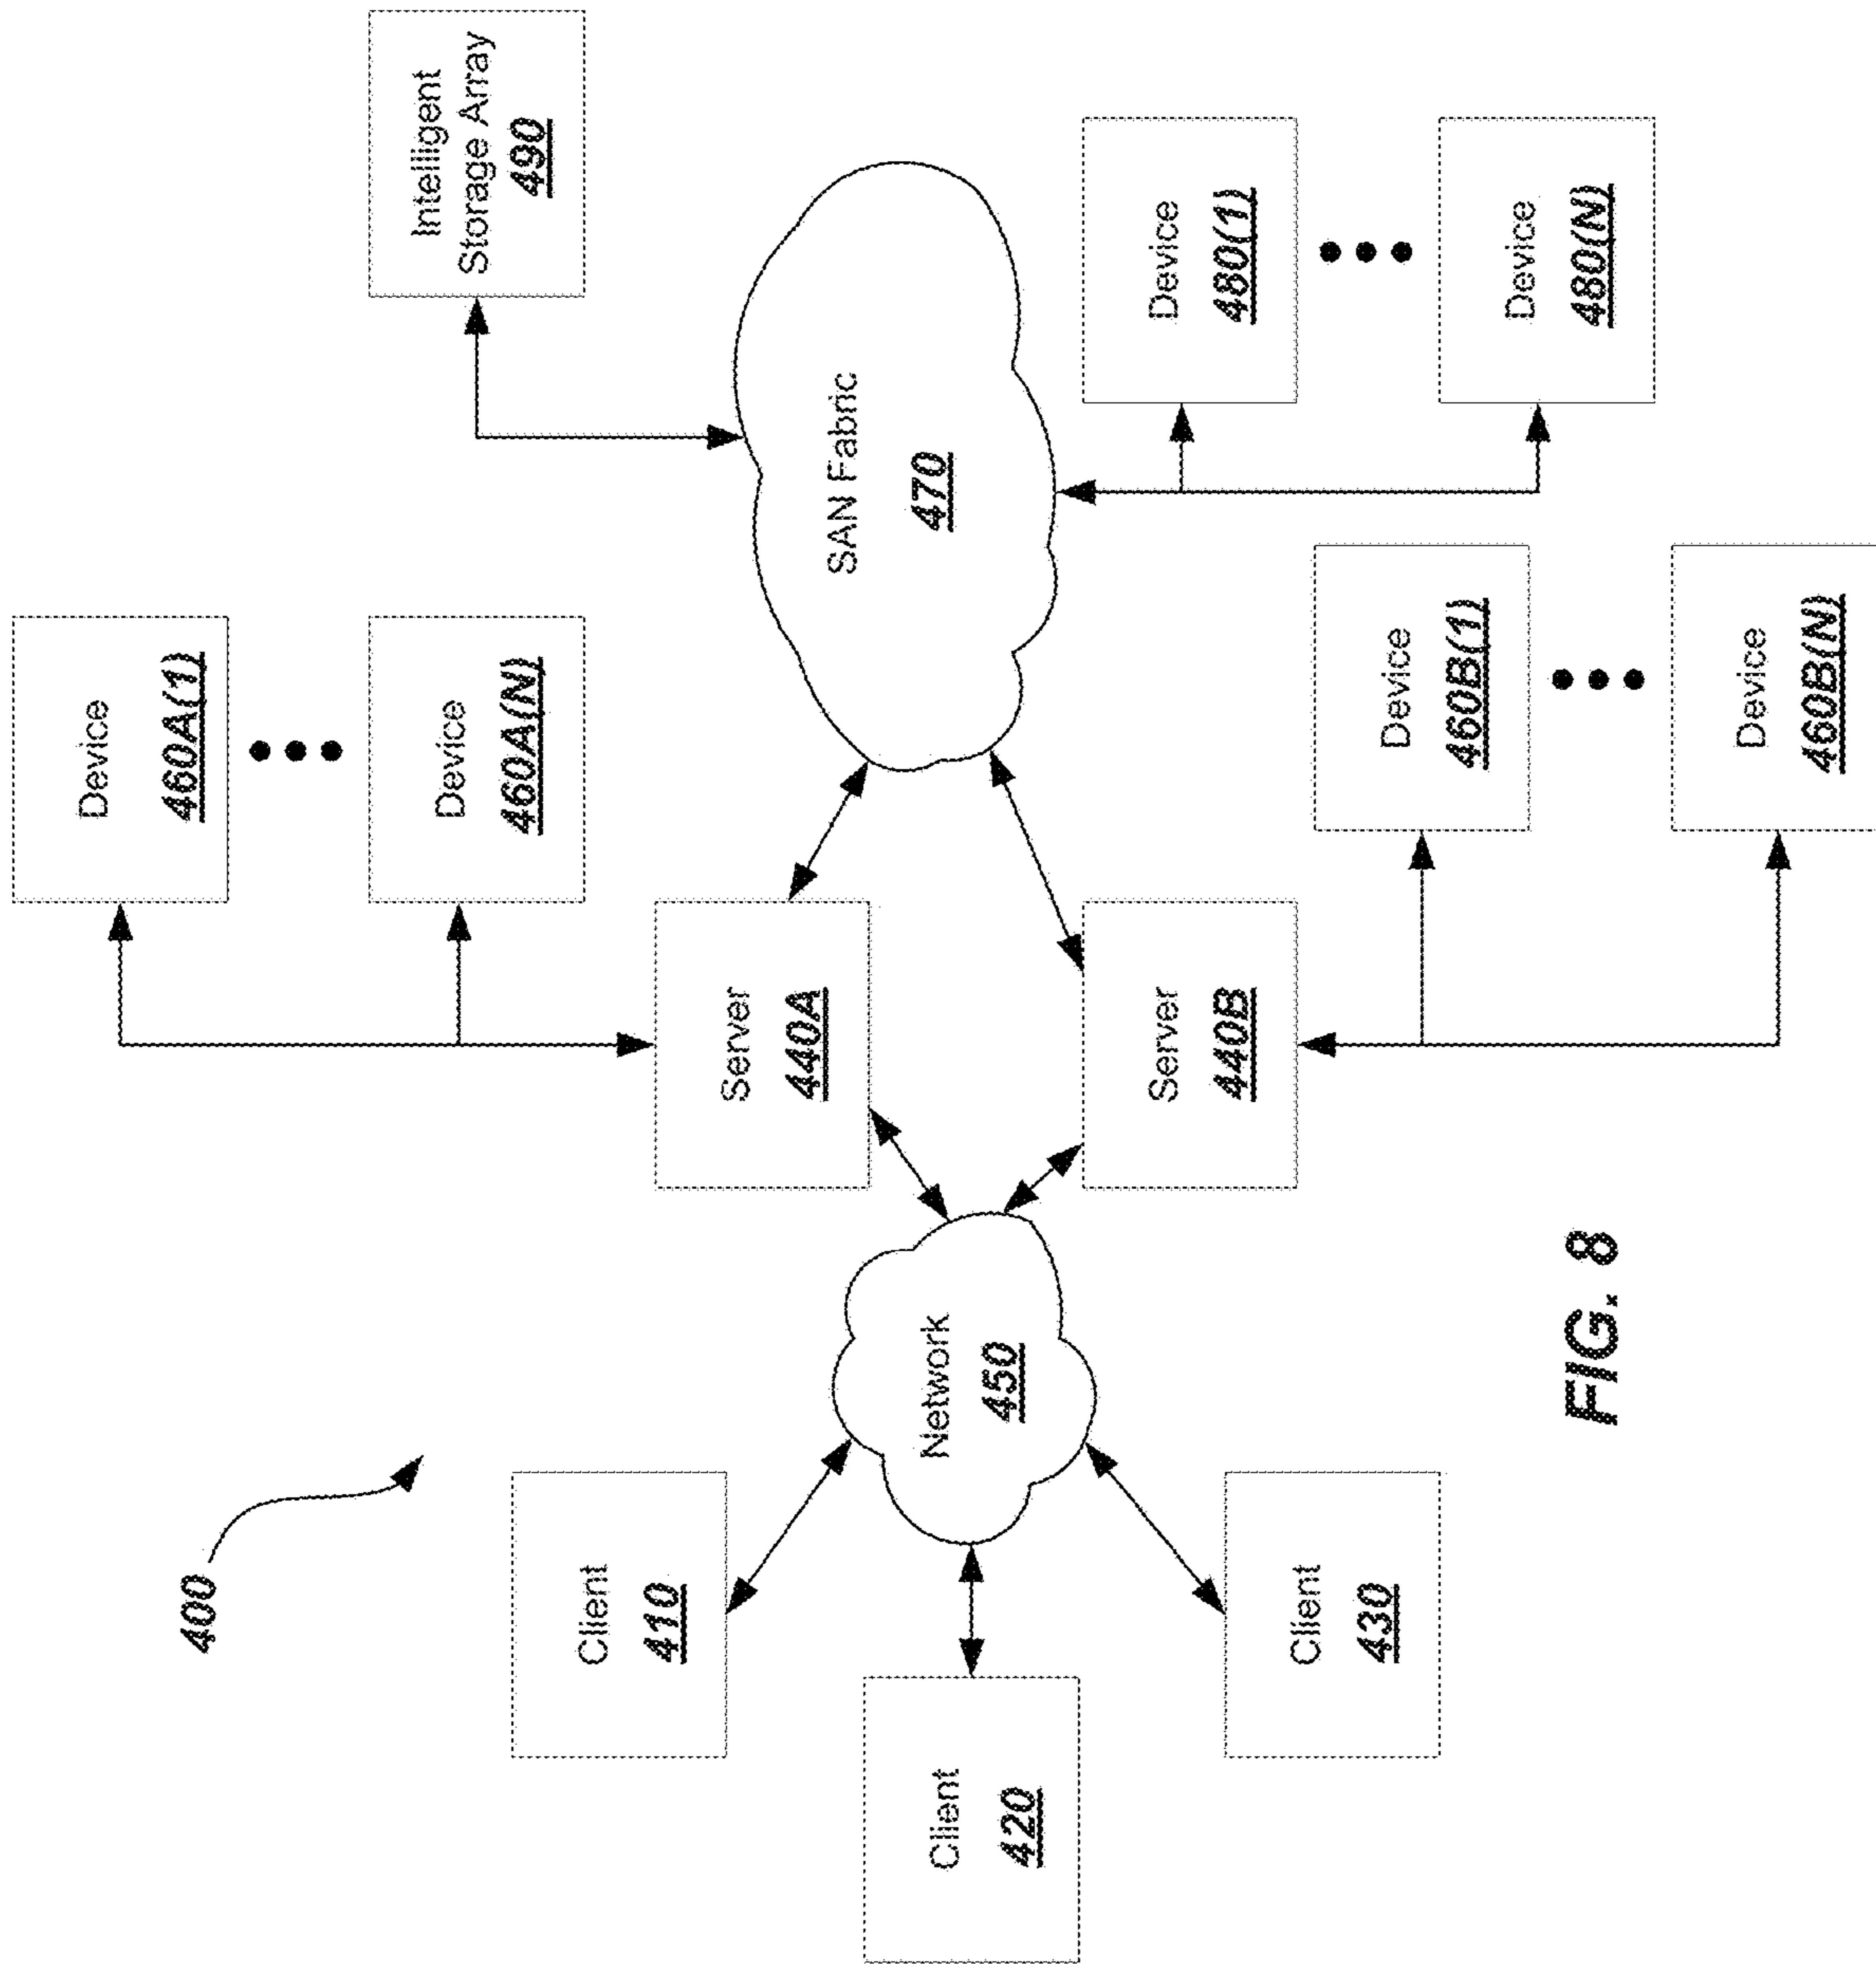 400
Client
410
Client
420
Client
430
Network
450
Server
440A
Server
440B
Device
460A(1)
Device
460A(N)
Device
460B(1)
Device
460B(N)
SAN Fabric
470
Intelligent
Storage Array
490
Device
480(1)
Device
480(N)
FIG. 8